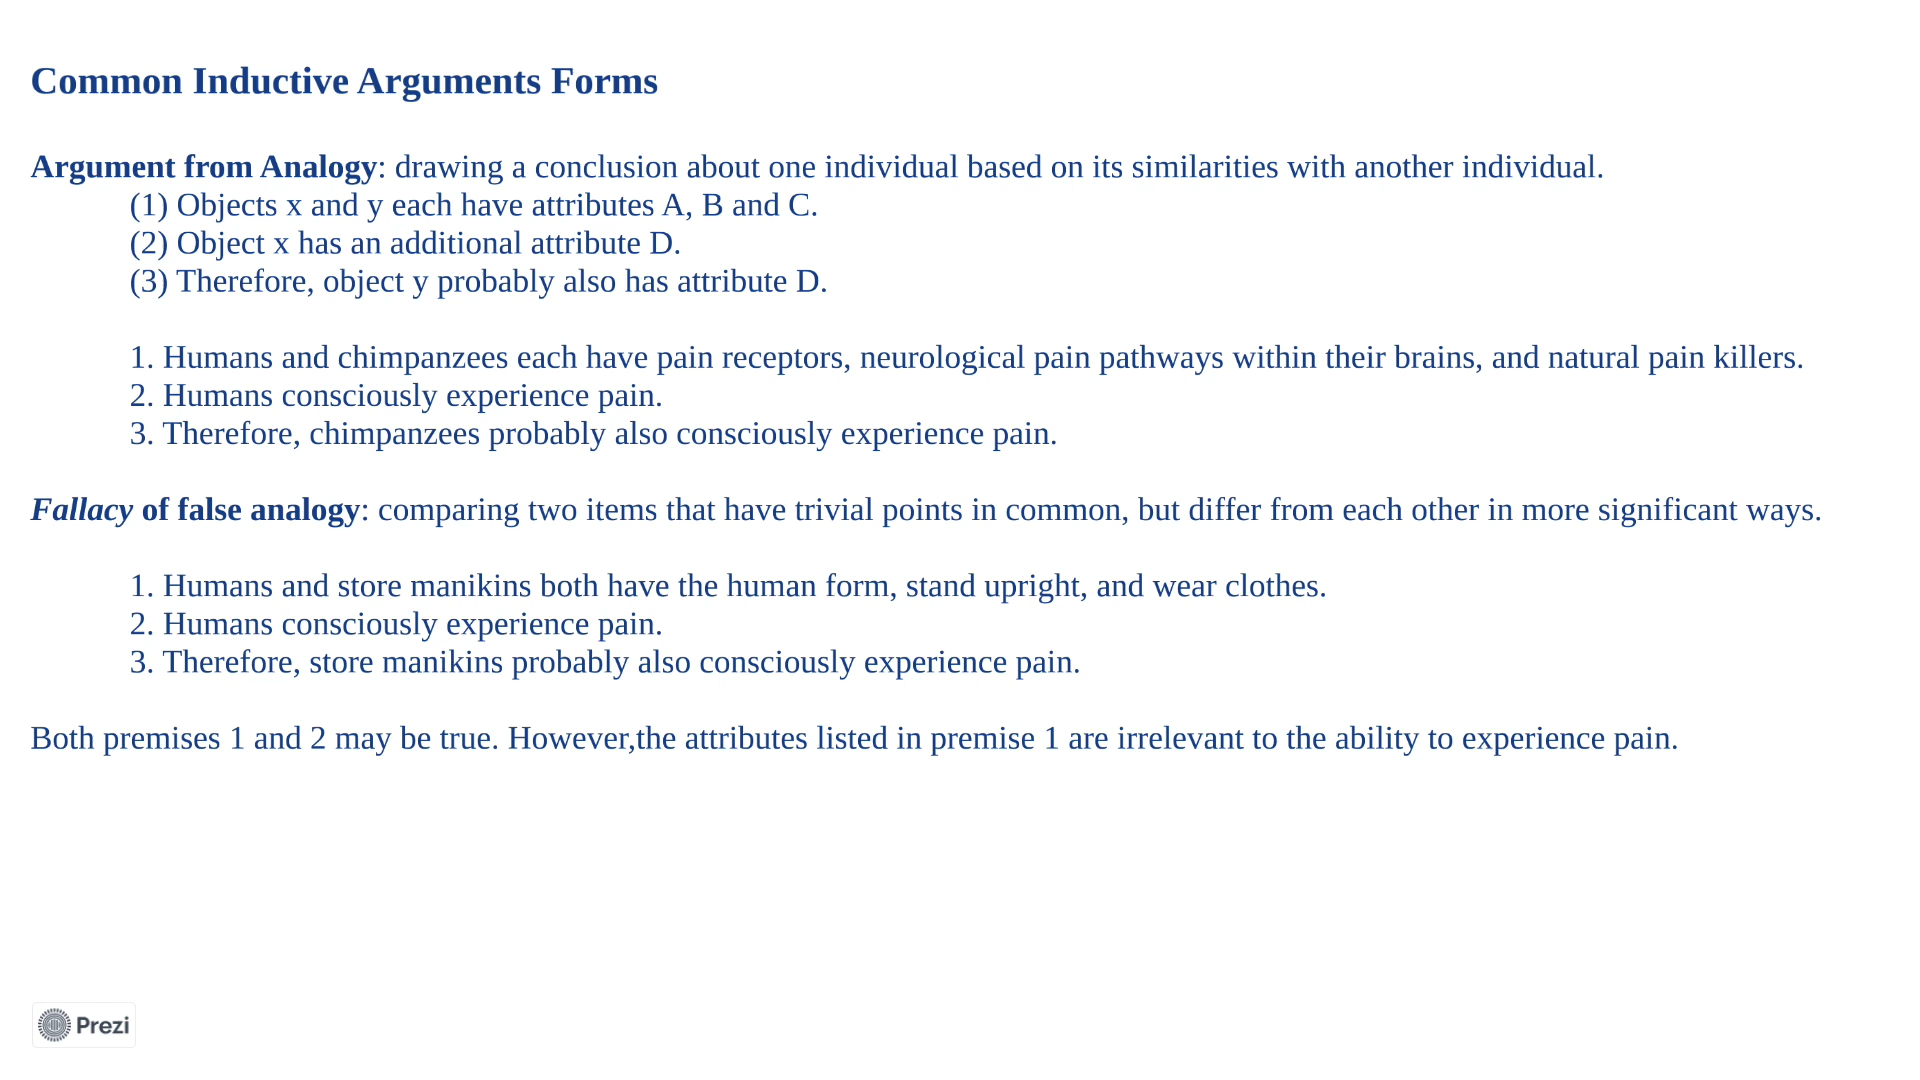 Common Inductive Arguments Forms
Argument from Analogy: drawing a conclusion about one individual based on its similarities with another individual.
(1) Objects x and y each have attributes A, B and C.
(2) Object x has an additional attribute D.
(3) Therefore, object y probably also has attribute D.
1. Humans and chimpanzees each have pain receptors, neurological pain pathways within their brains, and natural pain killers.
2. Humans consciously experience pain.
3. Therefore, chimpanzees probably also consciously experience pain.
Fallacy of false analogy: comparing two items that have trivial points in common, but differ from each other in more significant ways.
1. Humans and store manikins both have the human form, stand upright, and wear clothes.
2. Humans consciously experience pain.
3. Therefore, store manikins probably also consciously experience pain.
Both premises 1 and 2 may be true. However,the attributes listed in premise 1 are irrelevant to the ability to experience pain.
Prezi